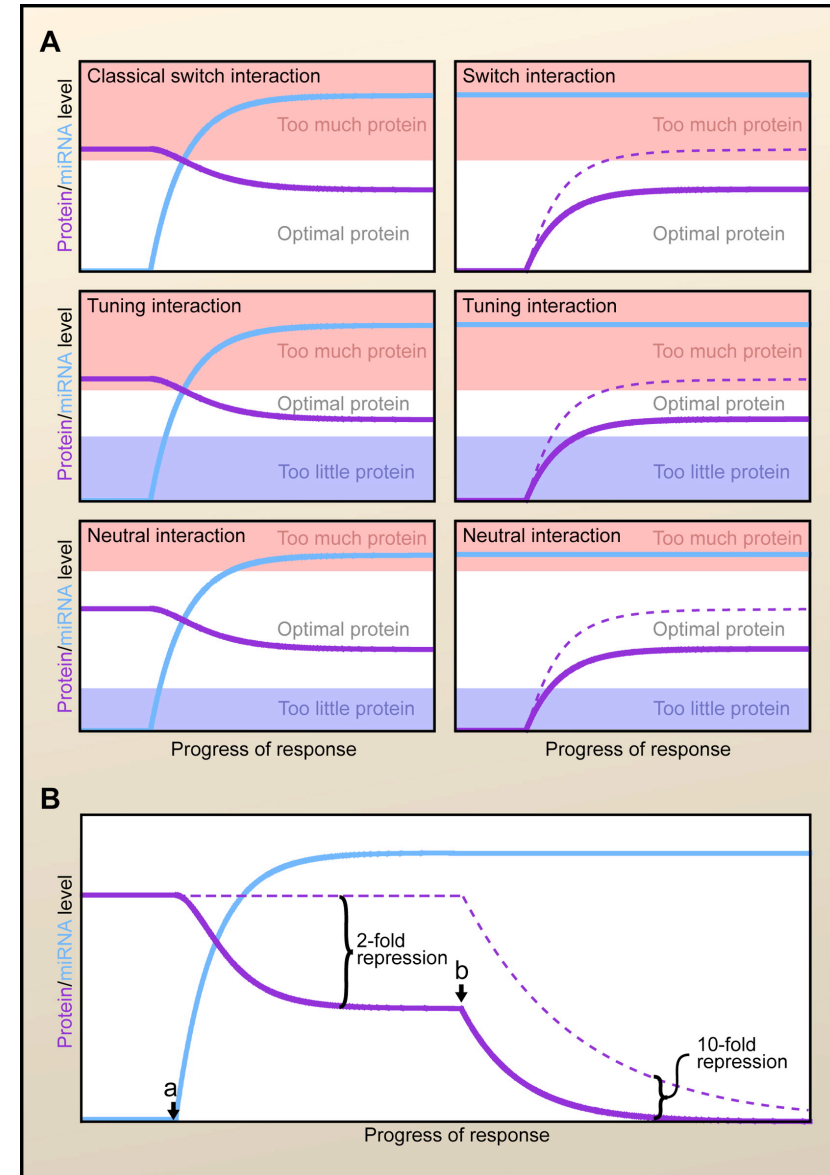 A
Classical switch interaction
Too much protein
Optimal protein
Protein/miRNA level
Switch interaction
Too much protein
Optimal protein
Tuning interaction
Too much protein
Optimal protein
Too little protein
Protein/miRNA level
Tuning interaction
Too much protein
Optimal protein
Too little protein
Neutral interaction
Too much protein
Optimal protein
Too little protein
Protein/miRNA level
Progress of response
Neutral interaction
Too much protein
Optimal protein
Too little protein
Progress of response
B
Protein/miRNA level
2-fold
repression
b
10-fold
repression
a
Progress of response